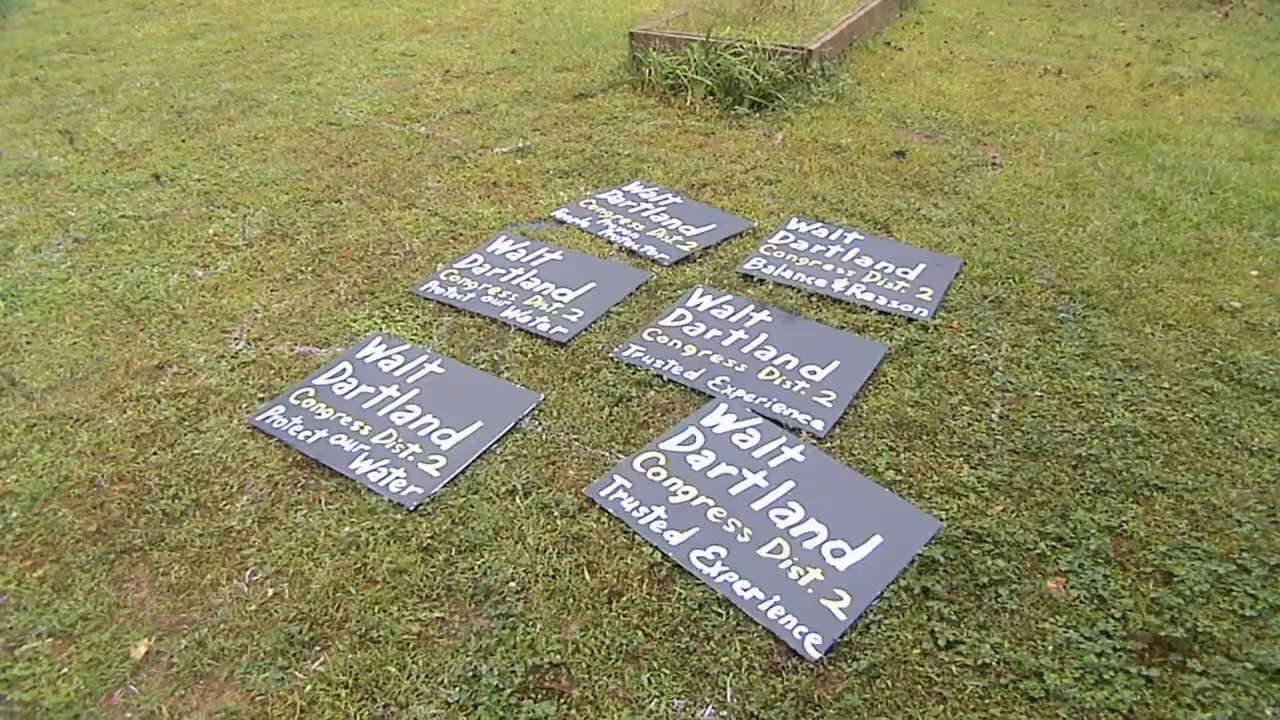 Walt
Dartland
Congress Dist. 2
Walt
Dartland
Congress Dist. 2
Balance & Reason
Walt
Dartland
Congress Dist. 2
Protect our Water
Walt
Dartland
Congress Dist. 2
Trusted Experience
Walt
Dartland
Congress Dist. 2
Protect our Water
Walt
Dartland
Congress Dist. 2
Trusted Experience